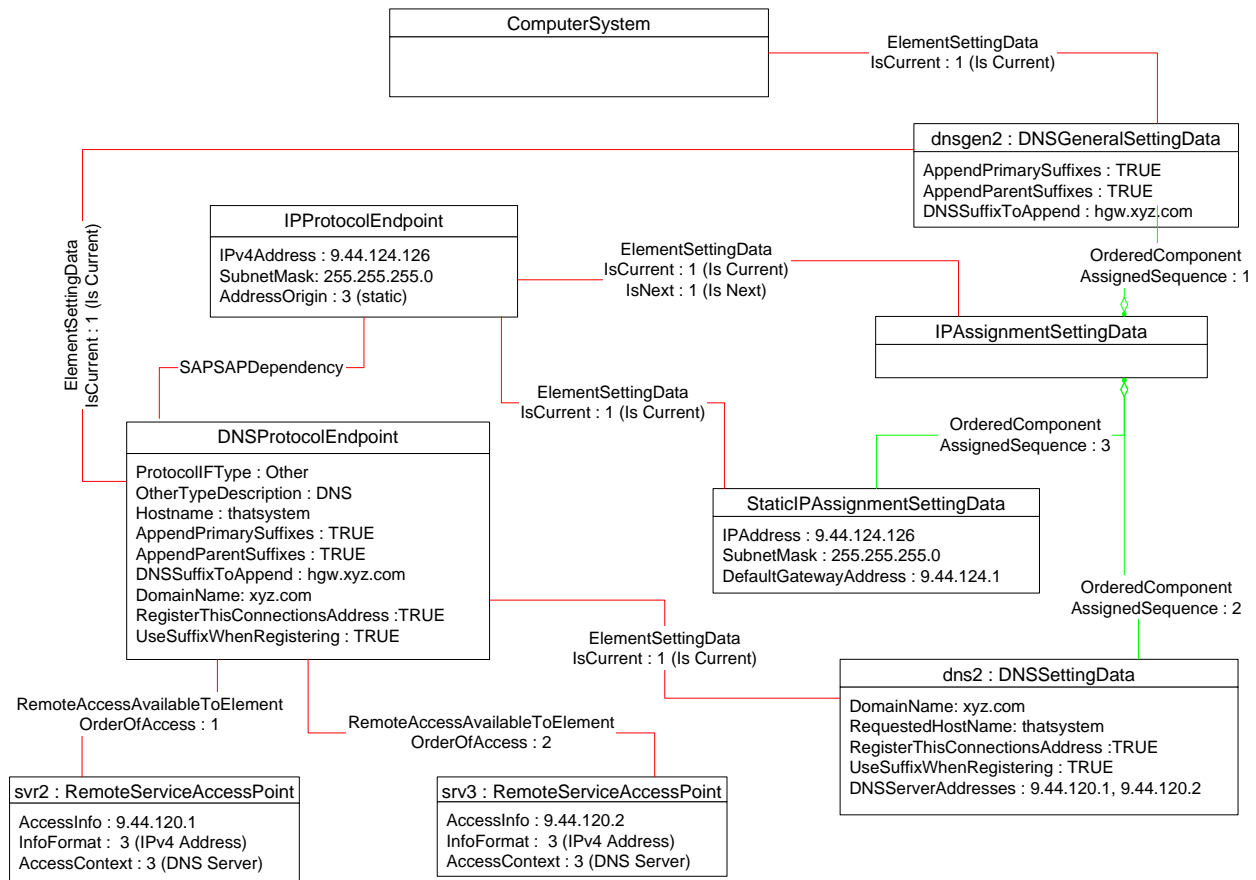 ComputerSystem
ElementSettingData
IsCurrent : 1 (Is Current)
dnsgen2 : DNSGeneralSettingData
AppendPrimarySuffixes : TRUE
AppendParentSuffixes : TRUE
DNSSuffixToAppend : hgw.xyz.com
ElementSettingData
IsCurrent : 1 (Is Current)
IPProtocolEndpoint
IPv4Address : 9.44.124.126
SubnetMask: 255.255.255.0
AddressOrigin : 3 (static)
ElementSettingData
IsCurrent : 1 (Is Current)
IsNext : 1 (Is Next)
OrderedComponent
AssignedSequence : 1
IPAssignmentSettingData
SAPSAPDependency
ElementSettingData
IsCurrent : 1 (Is Current)
OrderedComponent
AssignedSequence : 3
DNSProtocolEndpoint
ProtocolIFType : Other
OtherTypeDescription : DNS
Hostname : thatsystem
AppendPrimarySuffixes : TRUE
AppendParentSuffixes : TRUE
DNSSuffixToAppend : hgw.xyz.com
DomainName: xyz.com
RegisterThisConnectionsAddress :TRUE
UseSuffixWhenRegistering : TRUE
StaticIPAssignmentSettingData
IPAddress : 9.44.124.126
SubnetMask : 255.255.255.0
DefaultGatewayAddress : 9.44.124.1
OrderedComponent
AssignedSequence : 2
ElementSettingData
IsCurrent : 1 (Is Current)
dns2 : DNSSettingData
DomainName: xyz.com
RequestedHostName: thatsystem
RegisterThisConnectionsAddress :TRUE
UseSuffixWhenRegistering : TRUE
DNSServerAddresses : 9.44.120.1, 9.44.120.2
RemoteAccessAvailableToElement
OrderOfAccess : 1
RemoteAccessAvailableToElement
OrderOfAccess : 2
svr2 : RemoteServiceAccessPoint
AccessInfo : 9.44.120.1
InfoFormat : 3 (IPv4 Address)
AccessContext : 3 (DNS Server)
srv3 : RemoteServiceAccessPoint
AccessInfo : 9.44.120.2
InfoFormat : 3 (IPv4 Address)
AccessContext : 3 (DNS Server)